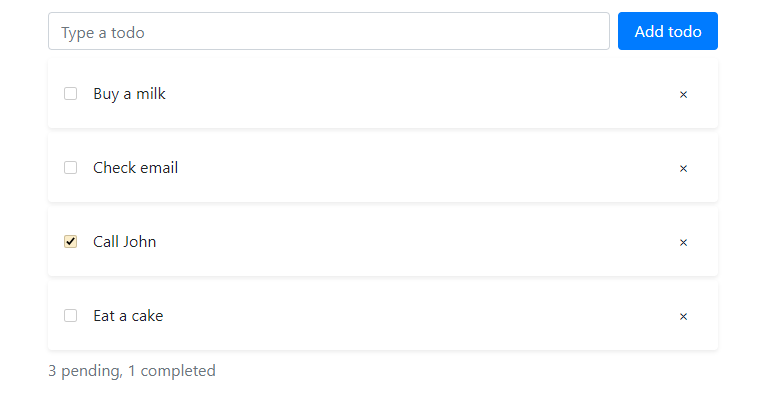 Type a todo
Add todo
Buy a milk
×
Check email
×
Call John
×
Eat a cake
×
3 pending, 1 completed